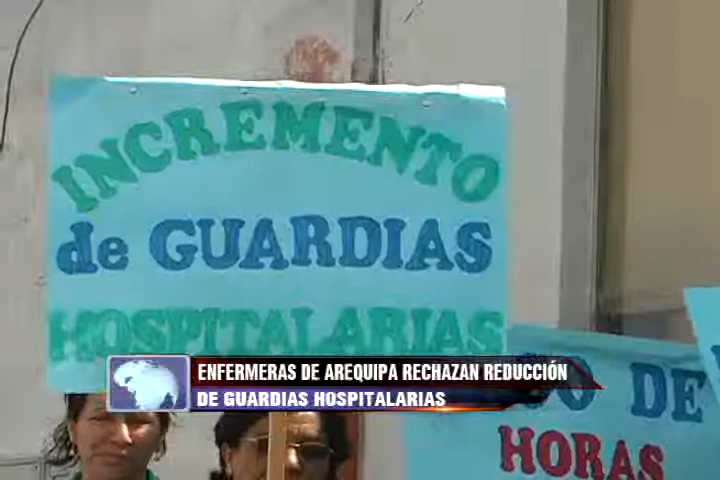 INCREMENTO
de GUARDIAS
HOSPITALARIAS
ENFERMERAS DE AREQUIPA RECHAZAN REDUCCIÓN
DE GUARDIAS HOSPITALARIAS
DE
HORAS